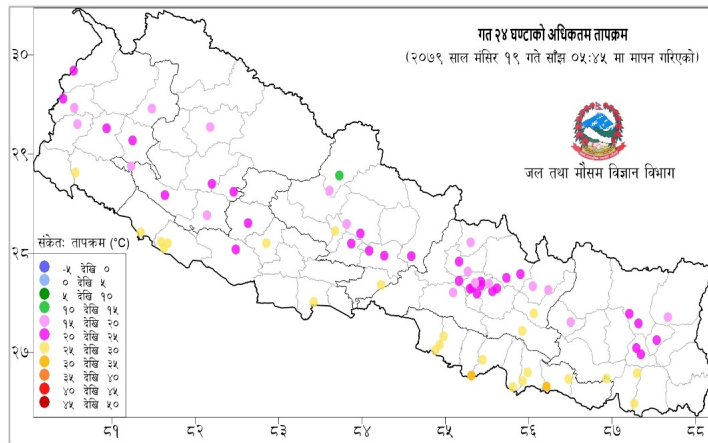 गत २४ घण्टाको अधिकतम तापक्रम
(२०७९ साल मंसिर १९ गते साँझ ०५:४५ मा मापन गरिएको)
जल तथा मौसम विज्ञान विभाग
३०
२९
२८
२७
संकेतः तापक्रम (°C)
-५ देखि ०
० देखि ५
५ देखि १०
१० देखि १५
१५ देखि २०
२० देखि २५
२५ देखि ३०
३० देखि ३५
३५ देखि ४०
४० देखि ४५
४५ देखि ५०
८१ ८२ ८३ ८४ ८५ ८६ ८७ ८८